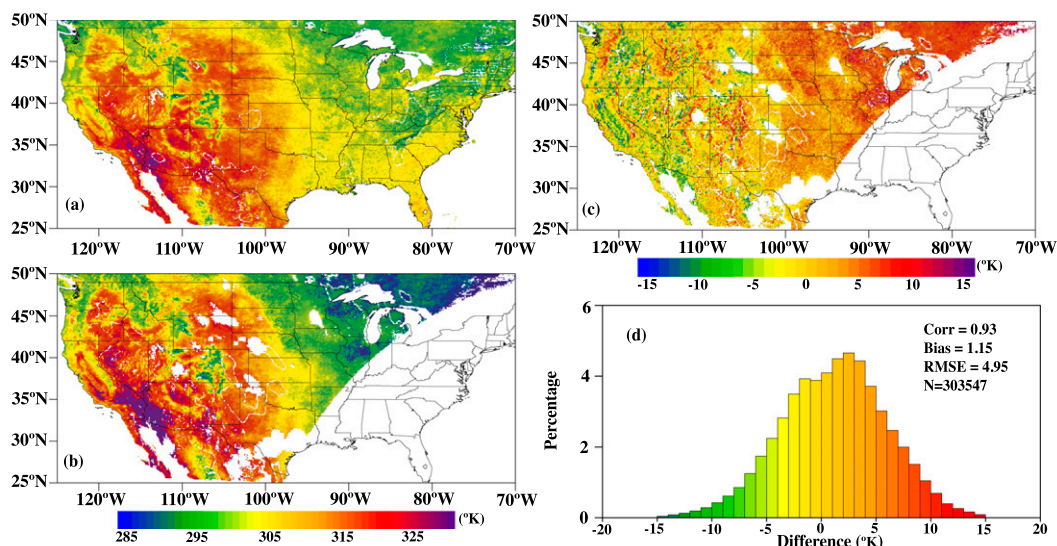 50ºN
45ºN
40ºN
35ºN
30ºN
25ºN
(a)
120ºW 110ºW 100ºW 90ºW 80ºW 70ºW
50ºN
45ºN
40ºN
35ºN
30ºN
25ºN
(b)
120ºW 110ºW 100ºW 90ºW 80ºW 70ºW
(ºK)
285 295 305 315 325
50ºN
45ºN
40ºN
35ºN
30ºN
25ºN
(c)
120ºW 110ºW 100ºW 90ºW 80ºW 70ºW
(ºK)
-15 -10 -5 0 5 10 15
(d)
Corr = 0.93
Bias = 1.15
RMSE = 4.95
N=303547
Percentage
6
4
2
0
-20 -10 -5 0 5 10 15 20
Difference (ºK)